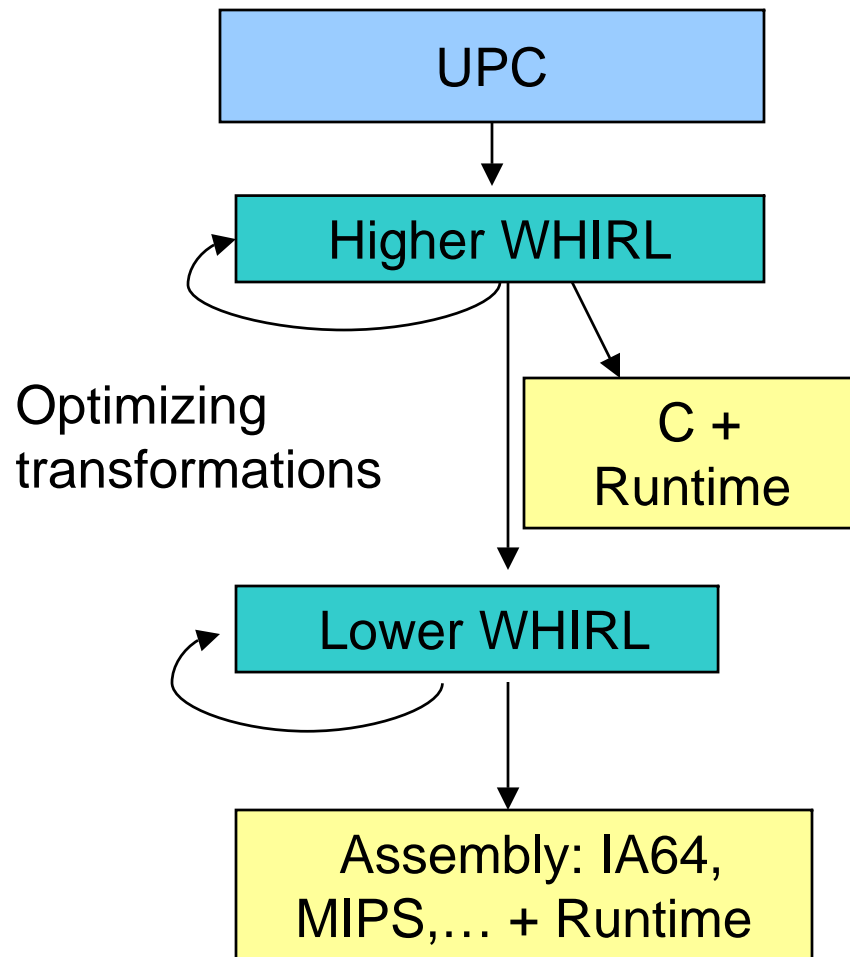 UPC
Higher WHIRL
Optimizing
transformations
C +
Runtime
Lower WHIRL
Assembly: IA64,
MIPS,... + Runtime